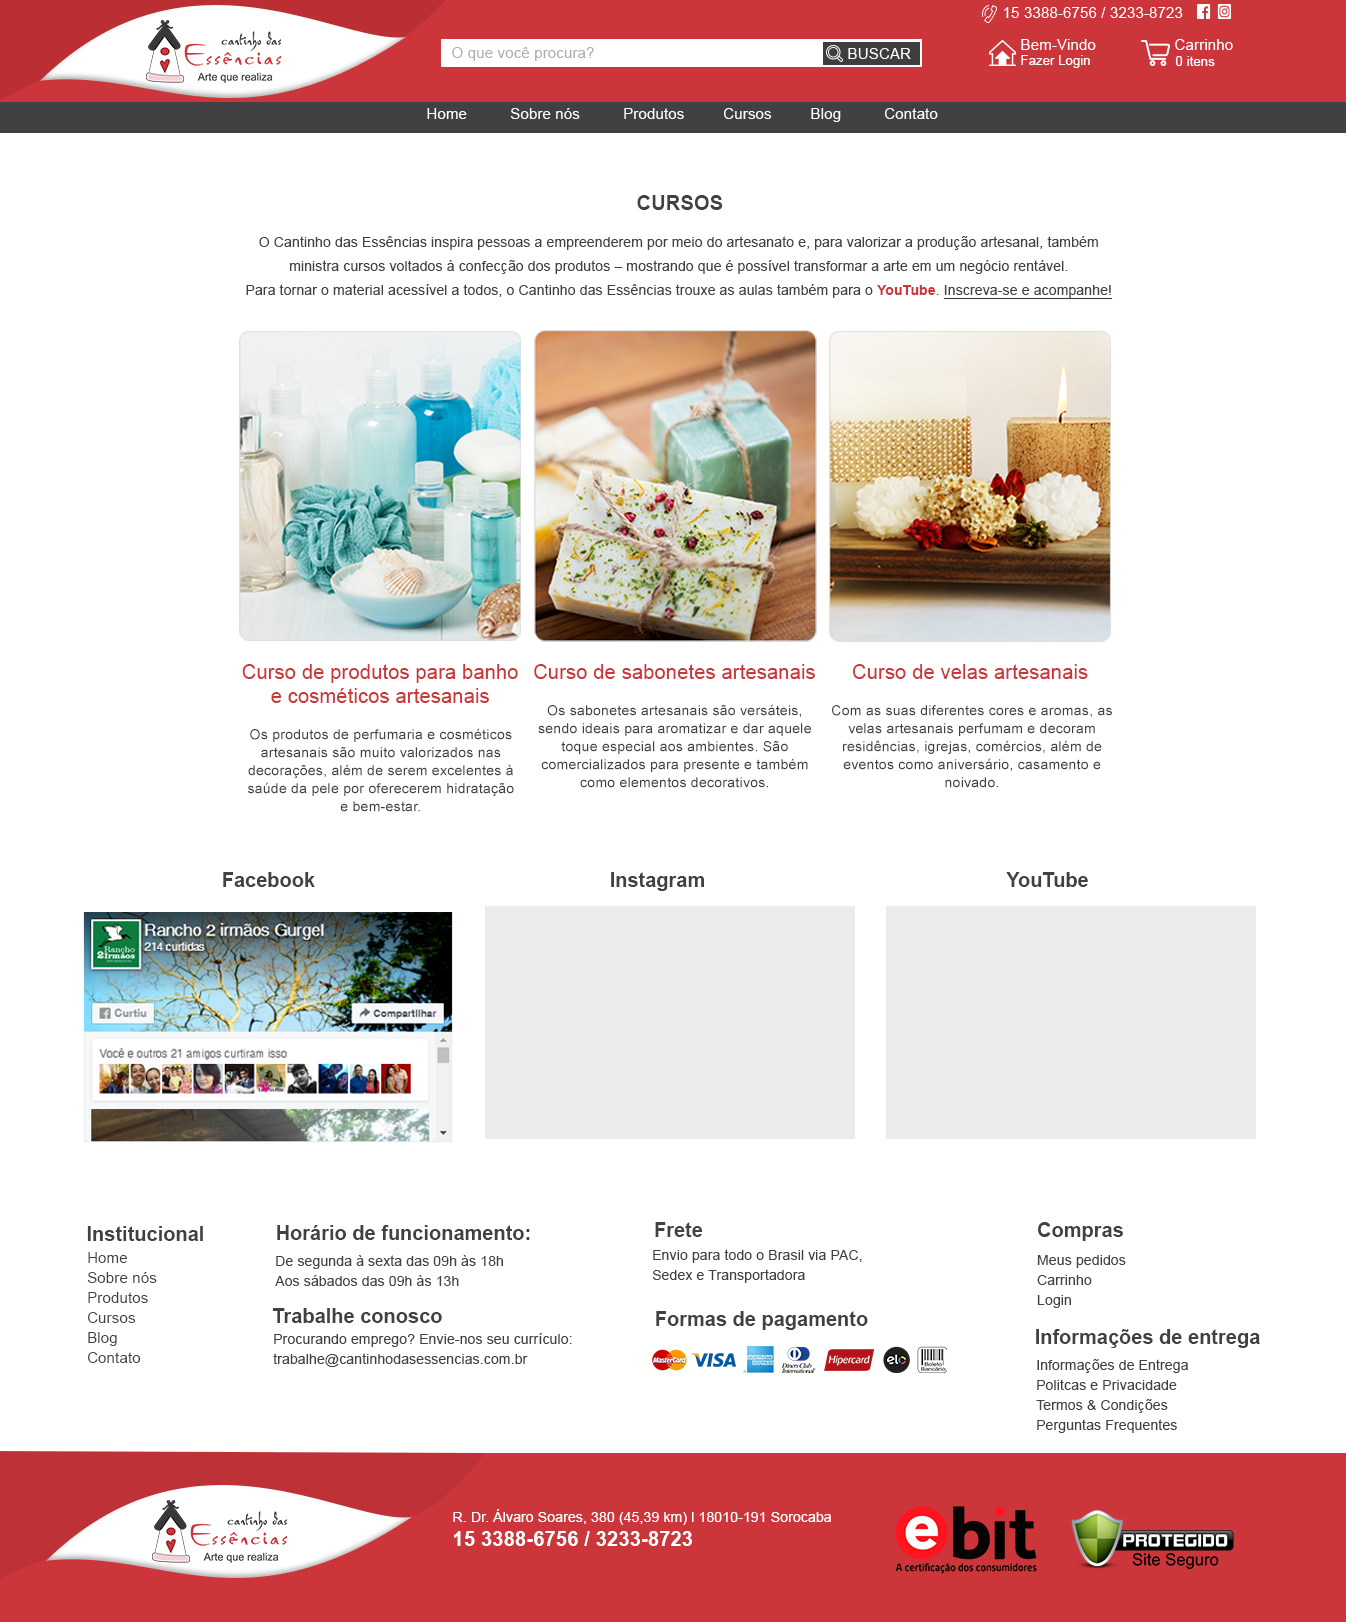 15 3388-6756 / 3233-8723
cantinho das
Essências
Arte que realiza
O que você procura?
BUSCAR
Bem-Vindo
Fazer Login
Carrinho
0 itens
Home
Sobre nós
Produtos
Cursos
Blog
Contato
CURSOS
O Cantinho das Essências inspira pessoas a empreenderem por meio do artesanato e, para valorizar a produção artesanal, também
ministra cursos voltados à confecção dos produtos – mostrando que é possível transformar a arte em um negócio rentável.
Para tornar o material acessível a todos, o Cantinho das Essências trouxe as aulas também para o YouTube. Inscreva-se e acompanhe!
Curso de produtos para banho
e cosméticos artesanais
Os produtos de perfumaria e cosméticos
artesanais são muito valorizados nas
decorações, além de serem excelentes à
saúde da pele por oferecerem hidratação
e bem-estar.
Curso de sabonetes artesanais
Os sabonetes artesanais são versáteis,
sendo ideais para aromatizar e dar aquele
toque especial aos ambientes. São
comercializados para presente e também
como elementos decorativos.
Curso de velas artesanais
Com as suas diferentes cores e aromas, as
velas artesanais perfumam e decoram
residências, igrejas, comércios, além de
eventos como aniversário, casamento e
noivado.
Facebook
Rancho
2 irmãos
Rancho 2 irmãos Gurgel
214 curtidas
Curtiu
Compartilhar
Você e outros 21 amigos curtiram isso
Instagram
YouTube
Institucional
Home
Sobre nós
Produtos
Cursos
Blog
Contato
Horário de funcionamento:
De segunda à sexta das 09h às 18h
Aos sábados das 09h às 13h
Trabalhe conosco
Procurando emprego? Envie-nos seu currículo:
trabalhe@cantinhodasessencias.com.br
Frete
Envio para todo o Brasil via PAC,
Sedex e Transportadora
Formas de pagamento
MasterCard
VISA
AMERICAN EXPRESS
Diners Club
International
Hipercard
elo
Boleto
Bancário
Compras
Meus pedidos
Carrinho
Login
Informações de entrega
Informações de Entrega
Politcas e Privacidade
Termos & Condições
Perguntas Frequentes
cantinho das
Essências
Arte que realiza
R. Dr. Álvaro Soares, 380 (45,39 km) l 18010-191 Sorocaba
15 3388-6756 / 3233-8723
ebit
A certificação dos consumidores
PROTEGIDO
Site Seguro